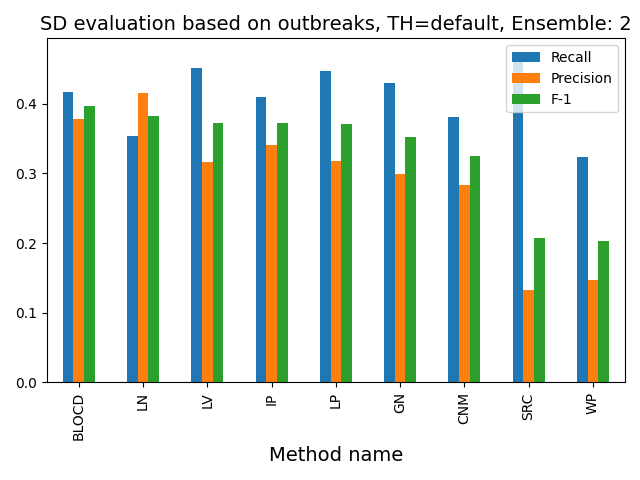 SD evaluation based on outbreaks, TH=default, Ensemble: 2
Recall
Precision
F-1
0.4
0.3
0.2
0.1
0.0
BLOCD
LN
LV
IP
LP
GN
CNM
SRC
WP
Method name